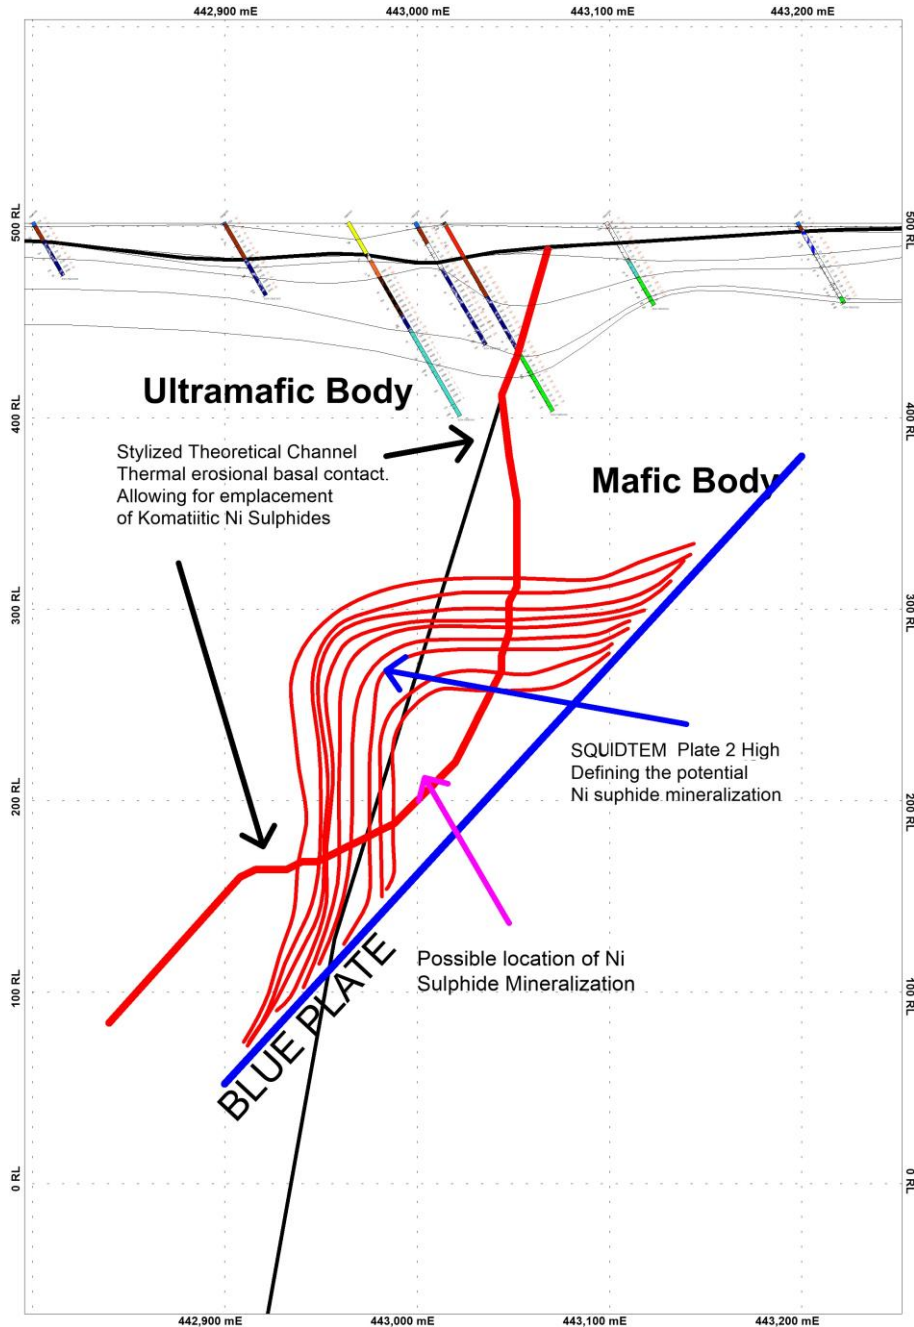 442,900 mE
443,000 mE
443,100 mE
443,200 mE
500 RL
500 RL
Ultramafic Body
400 RL
400 RL
Stylized Theoretical Channel
Thermal erosional basal contact.
Allowing for emplacement
of Komatiitic Ni Sulphides
Mafic Body
300 RL
300 RL
SQUIDTEM Plate 2 High
Defining the potential
Ni suphide mineralization
200 RL
200 RL
Possible location of Ni
Sulphide Mineralization
BLUE PLATE
100 RL
100 RL
0 RL
0 RL
442,900 mE
443,000 mE
443,100 mE
443,200 mE